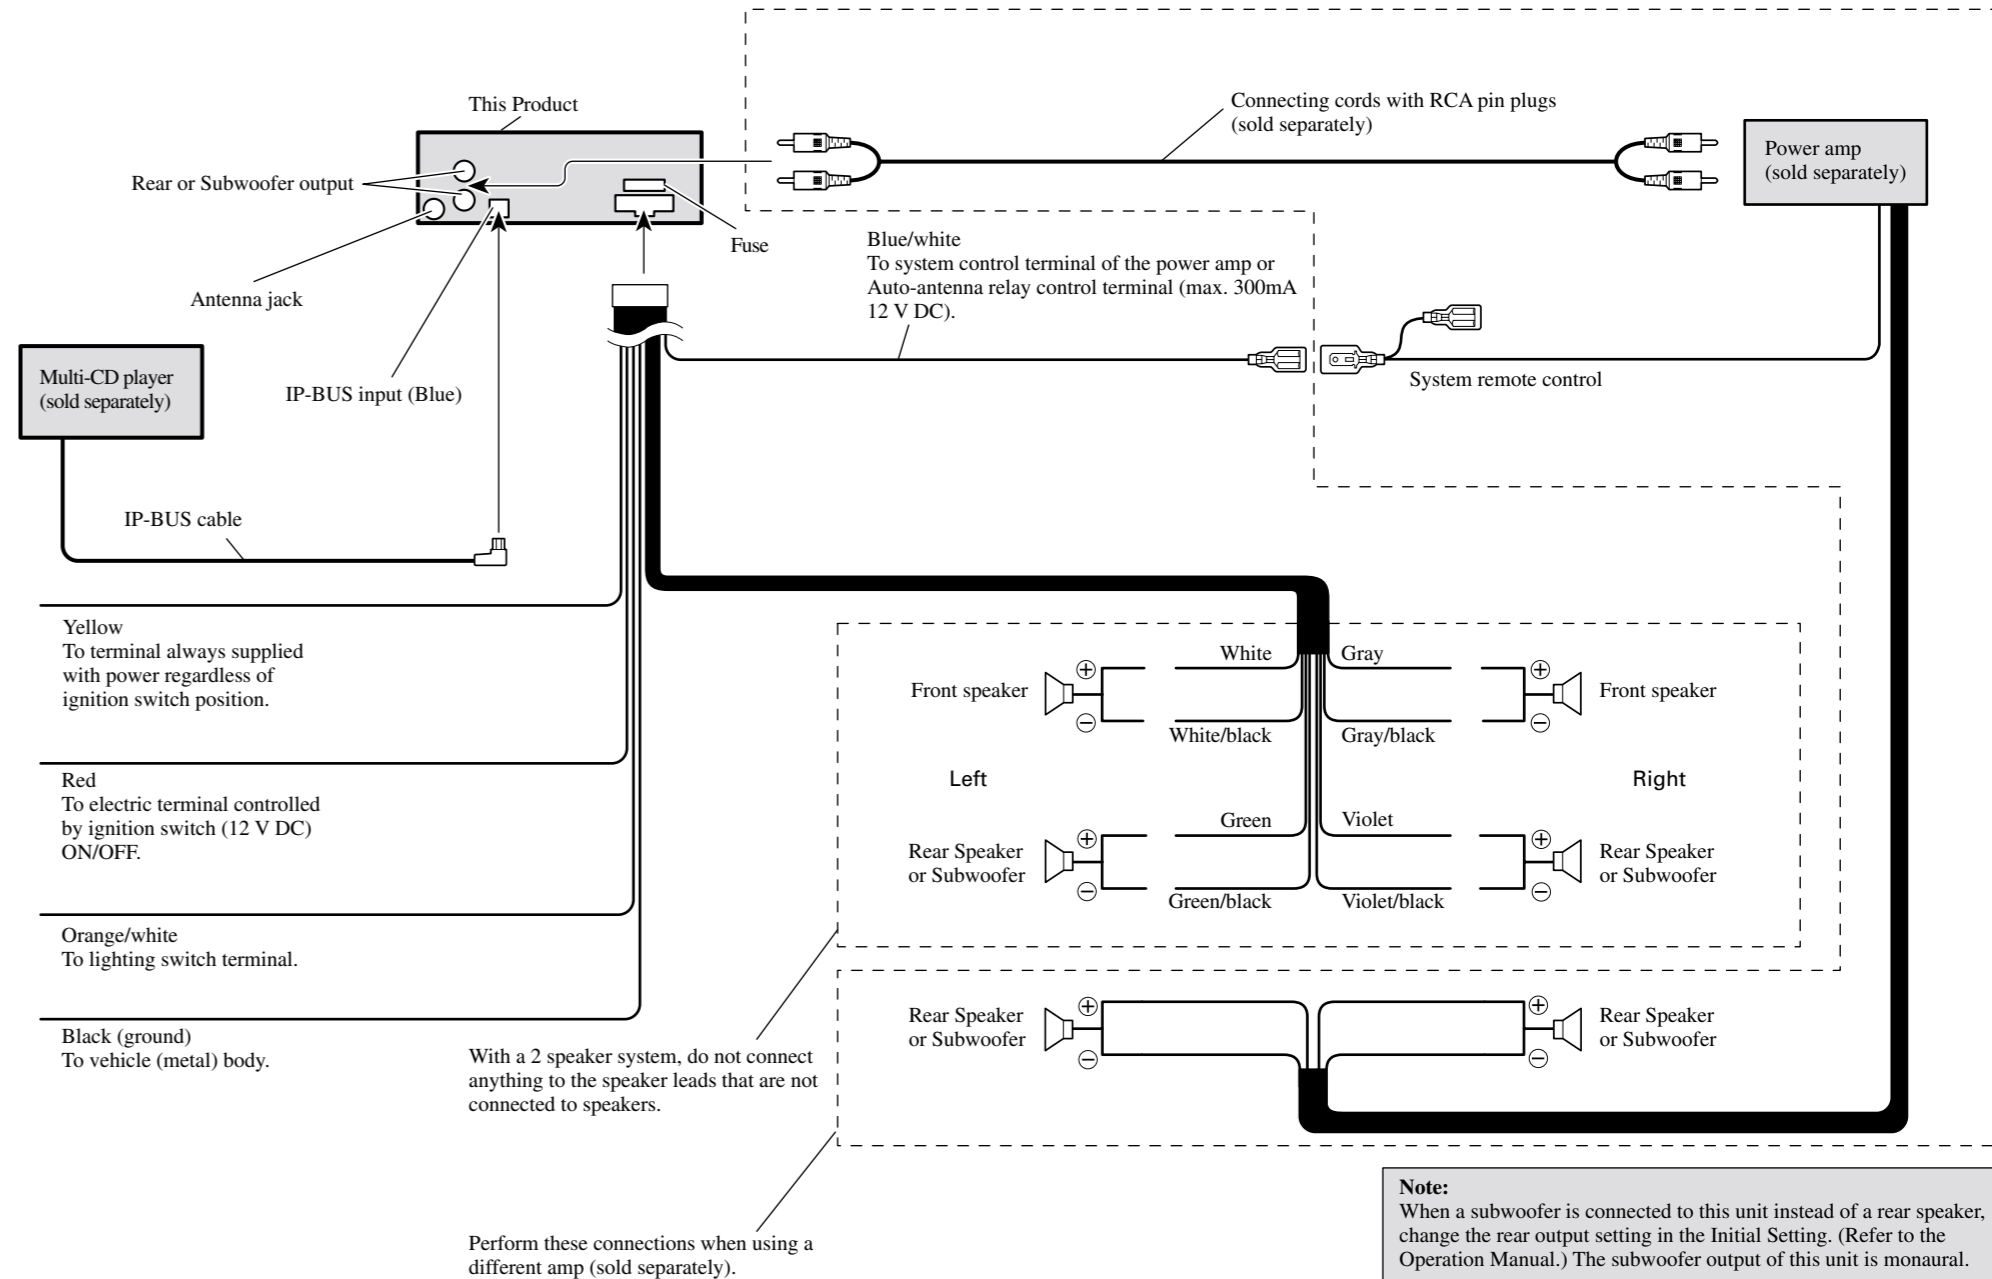 This Product
Connecting cords with RCA pin plugs
(sold separately)
Power amp
(sold separately)
Rear or Subwoofer output
Fuse
Blue/white
To system control terminal of the power amp or
Auto-antenna relay control terminal (max. 300mA
12 V DC).
Antenna jack
Multi-CD player
(sold separately)
IP-BUS input (Blue)
System remote control
IP-BUS cable
Yellow
To terminal always supplied
with power regardless of
ignition switch position.
Red
To electric terminal controlled
by ignition switch (12 V DC)
ON/OFF.
Orange/white
To lighting switch terminal.
Black (ground)
To vehicle (metal) body.
White
Gray
Front speaker
⊕
⊖
⊕
⊖
Front speaker
White/black
Gray/black
Left
Right
Green
Violet
Rear Speaker
or Subwoofer
⊕
⊖
⊕
⊖
Rear Speaker
or Subwoofer
Green/black
Violet/black
Rear Speaker
or Subwoofer
⊕
⊖
⊕
⊖
Rear Speaker
or Subwoofer
With a 2 speaker system, do not connect
anything to the speaker leads that are not
connected to speakers.
Perform these connections when using a
different amp (sold separately).
Note:
When a subwoofer is connected to this unit instead of a rear speaker,
change the rear output setting in the Initial Setting. (Refer to the
Operation Manual.) The subwoofer output of this unit is monaural.